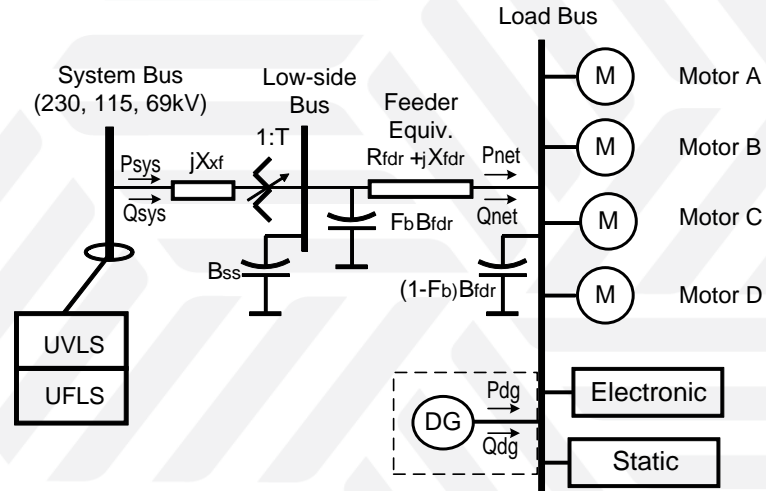 Load Bus
System Bus
(230, 115, 69kV)
Low-side
Bus
Feeder
Equiv.
Rfdr +jXfdr
1:T
Psys
Qsys
jXxf
Pnet
Qnet
FbBfdr
Bss
(1-Fb)Bfdr
M
Motor A
M
Motor B
M
Motor C
M
Motor D
UVLS
UFLS
DG
Pdg
Qdg
Electronic
Static